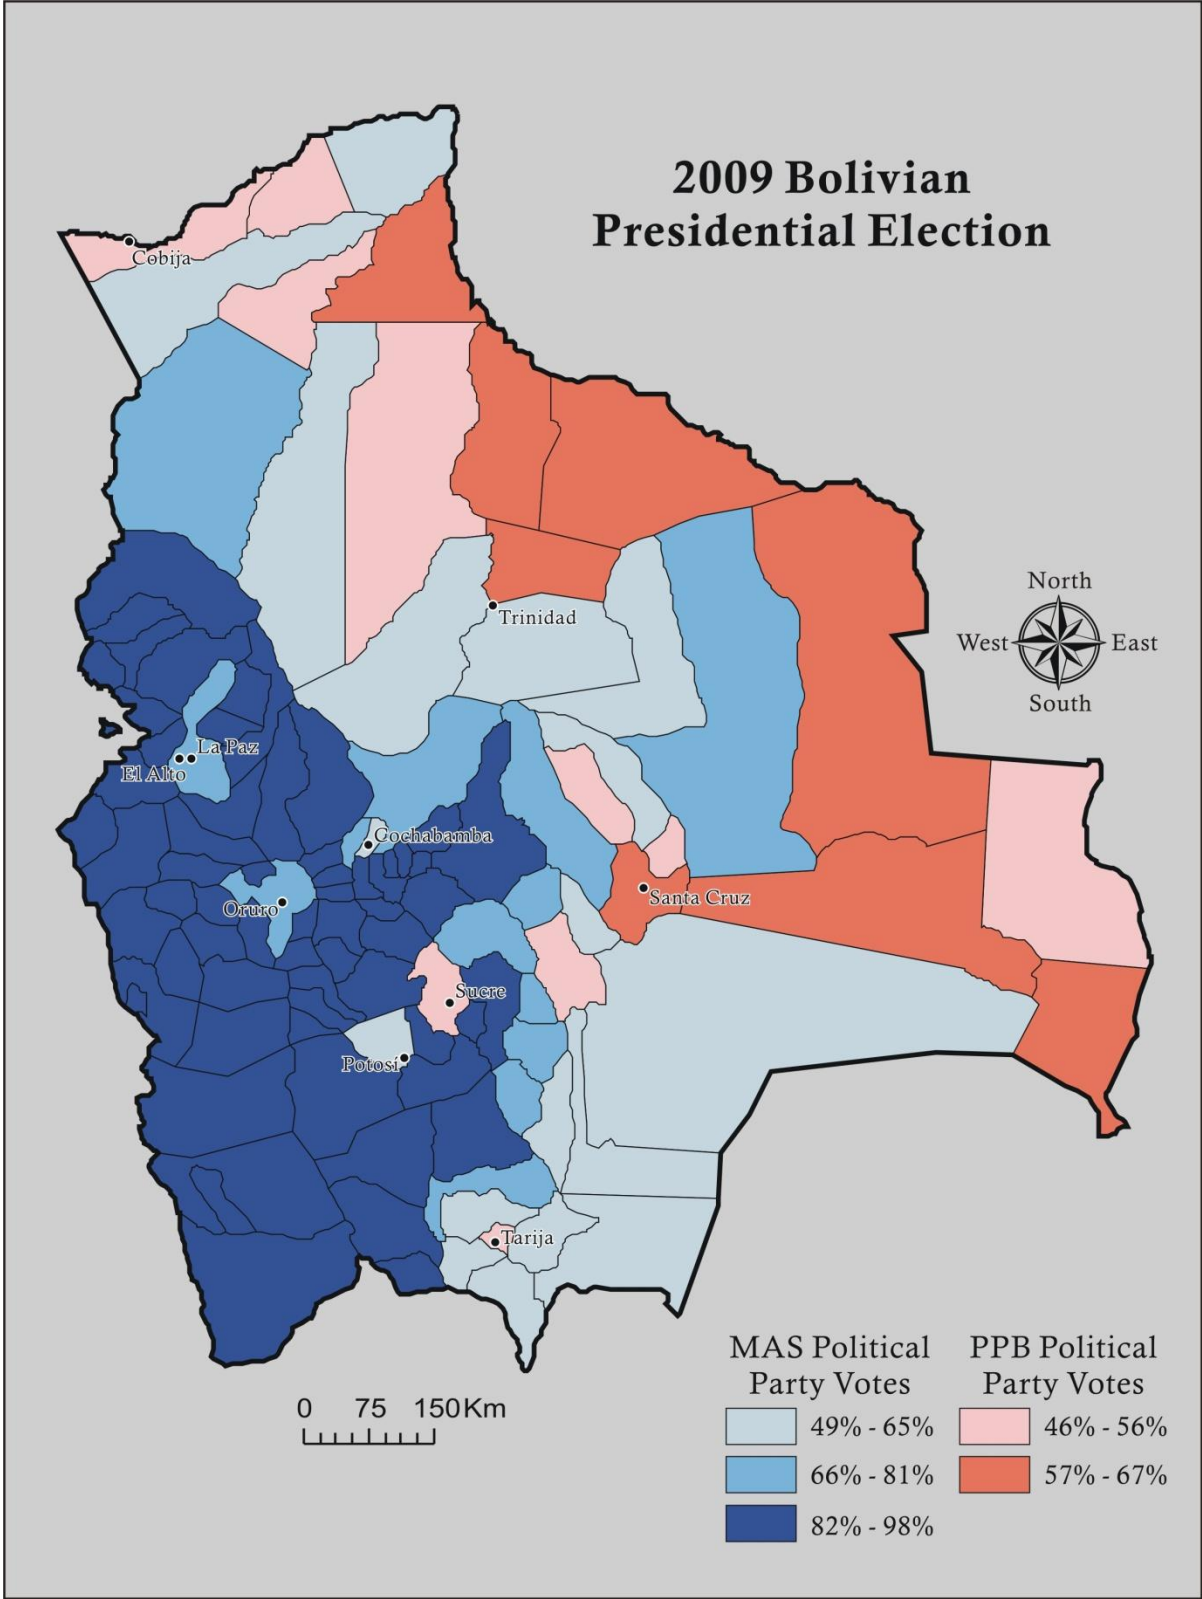 2009 Bolivian
Presidential Election
Cobija
Trinidad
North
West
East
South
La Paz
El Alto
Cochabamba
Santa Cruz
Oruro
Sucre
Potosí
Tarija
0 75 150Km
MAS Political
Party Votes
49% - 65%
66% - 81%
82% - 98%
PPB Political
Party Votes
46% - 56%
57% - 67%